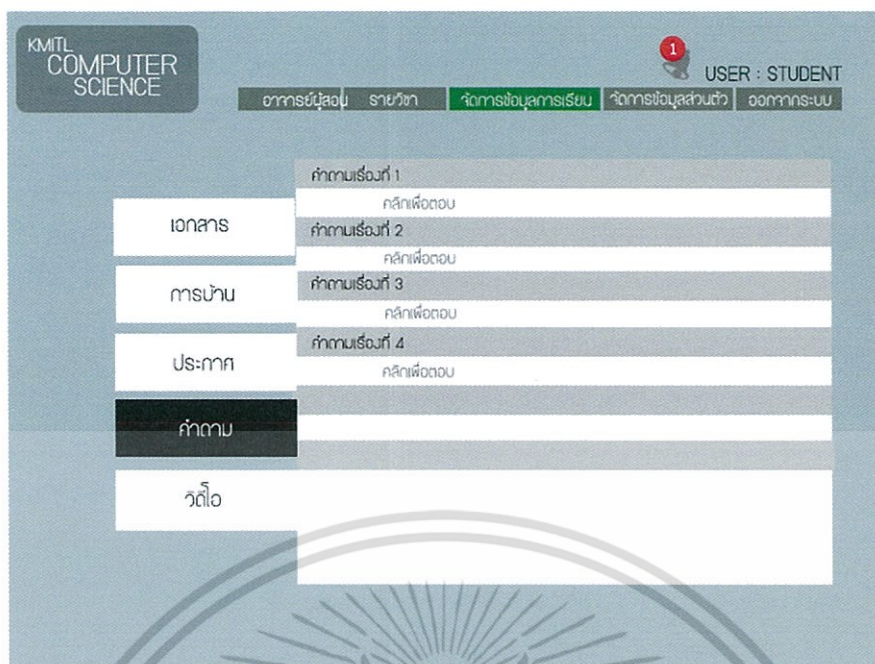 KMITL
COMPUTER
SCIENCE
1
USER : STUDENT
อาจารย์ผู้สอน รายวิชา จัดการข้อมูลการเรียน จัดการข้อมูลส่วนตัว ออกจากระบบ
คำถามเรื่องที่ 1
คลิกเพื่อตอบ
เอกสาร
คำถามเรื่องที่ 2
คลิกเพื่อตอบ
การบ้าน
คำถามเรื่องที่ 3
คลิกเพื่อตอบ
ประกาศ
คำถามเรื่องที่ 4
คลิกเพื่อตอบ
คำถาม
วิดีโอ